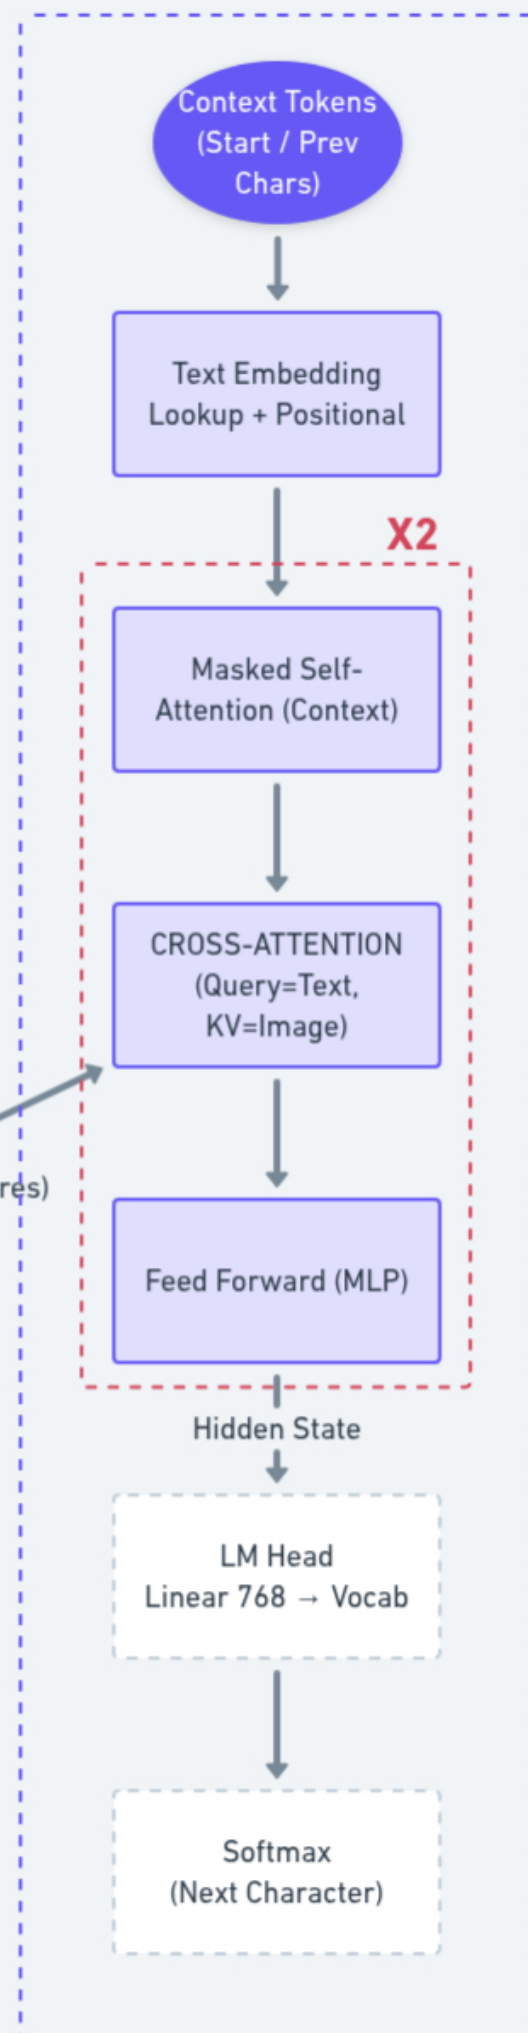 Context Tokens
(Start / Prev
Chars)
Text Embedding
Lookup + Positional
X2
Masked Self-
Attention (Context)
CROSS-ATTENTION
(Query=Text,
KV=Image)
res)
Feed Forward (MLP)
Hidden State
LM Head
Linear 768 → Vocab
Softmax
(Next Character)